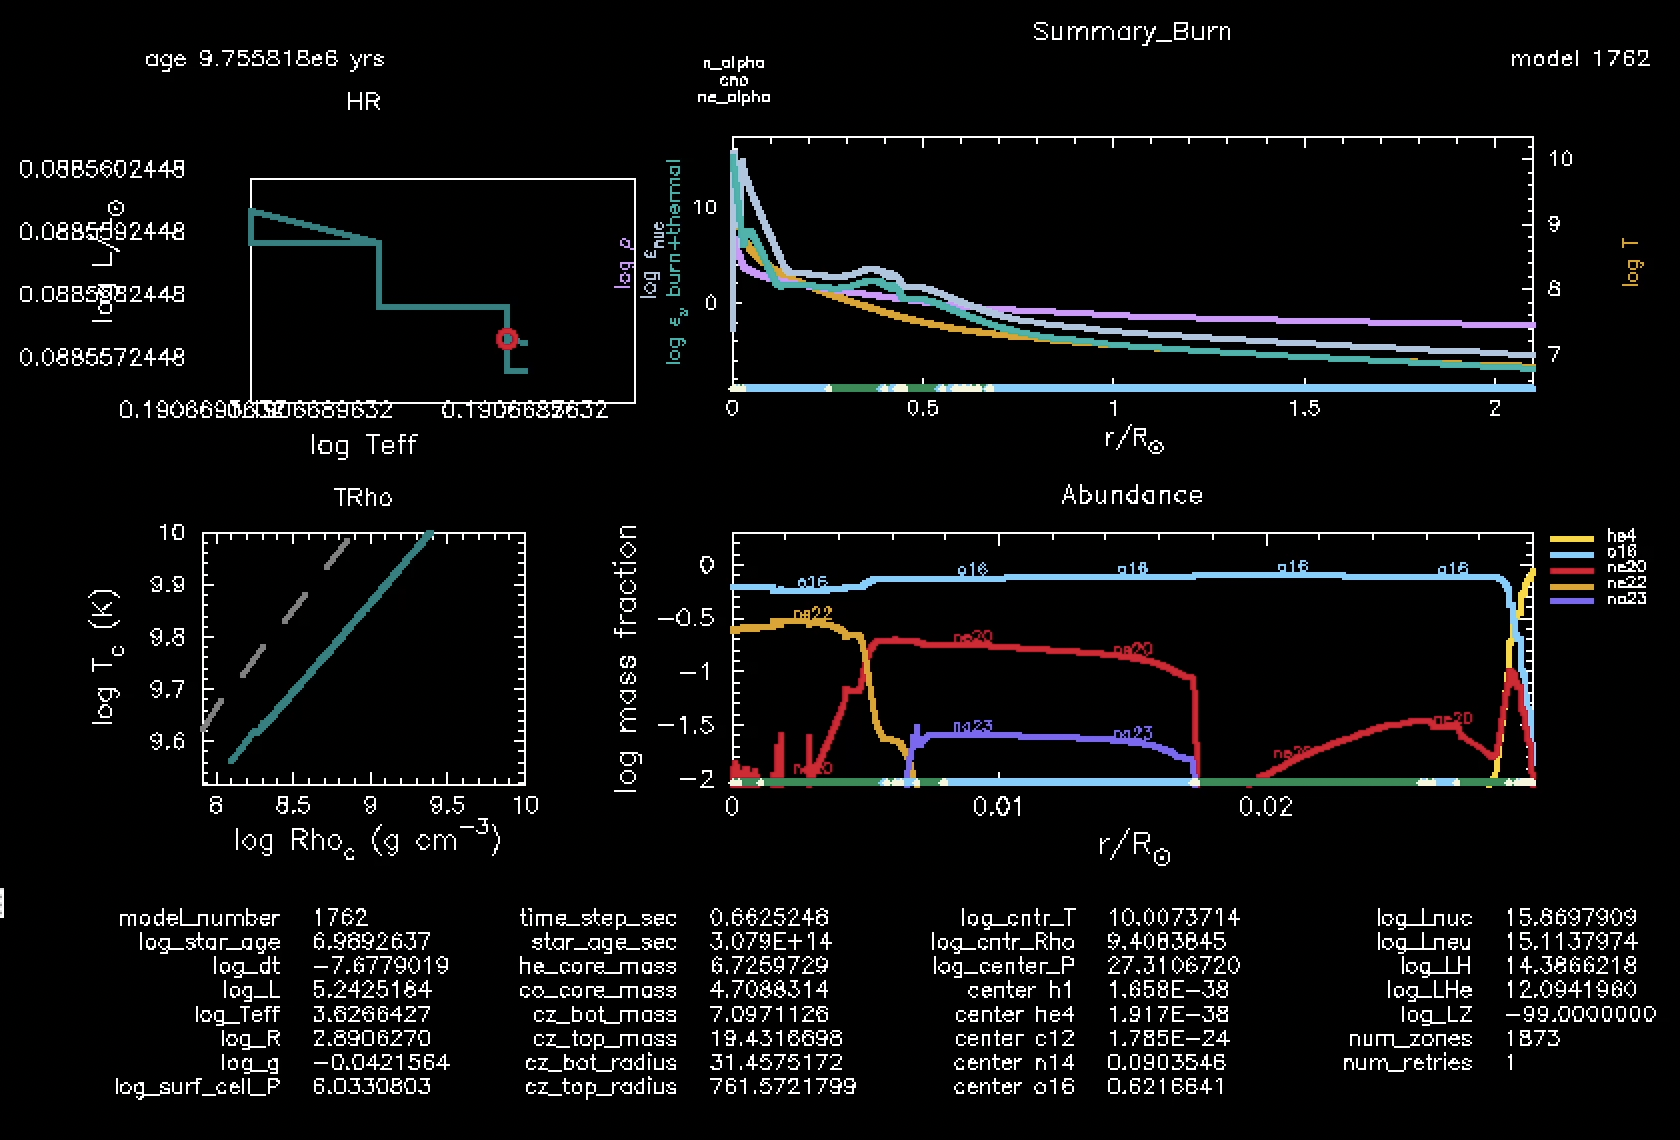 Summary_Burn
age 9.755818e6 yrs
model 1762
HR
n_alpha
cno
ne_alpha
0.0885602448
0.0885592448
0.0885582448
0.0885572448
log L/L⊙
0.1906689632
log Teff
log ρ
log ε_nuc
log ε_ν burn+thermal
10
0
10
9
8
7
log T
0 0.5 1 1.5 2
r/R⊙
TRho
10
9.9
9.8
9.7
9.6
log T_c (K)
8 8.5 9 9.5 10
log Rho_c (g cm^-3)
Abundance
0
-0.5
-1
-1.5
-2
log mass fraction
o16 o16 o16 o16 o16
ne22
ne20 ne20
na23 na23
ne20
ne20
0 0.01 0.02
r/R⊙
he4
o16
ne20
ne22
na23
model_number 1762 time_step_sec 0.6625248 log_cntr_T 10.0073714 log_Lnuc 15.8697909
log_star_age 6.9892637 star_age_sec 3.079E+14 log_cntr_Rho 9.4083845 log_Lneu 15.1137974
log_dt -7.6779019 he_core_mass 6.7259729 log_center_P 27.3106720 log_LH 14.3866218
log_L 5.2425184 co_core_mass 4.7088314 center h1 1.658E-38 log_LHe 12.0941960
log_Teff 3.6266427 cz_bot_mass 7.0971126 center he4 1.917E-38 log_LZ -99.0000000
log_R 2.8906270 cz_top_mass 19.4316698 center c12 1.785E-24 num_zones 1873
log_g -0.0421564 cz_bot_radius 31.4575172 center n14 0.0903546 num_retries 1
log_surf_cell_P 6.0330803 cz_top_radius 761.5721799 center o16 0.6216641